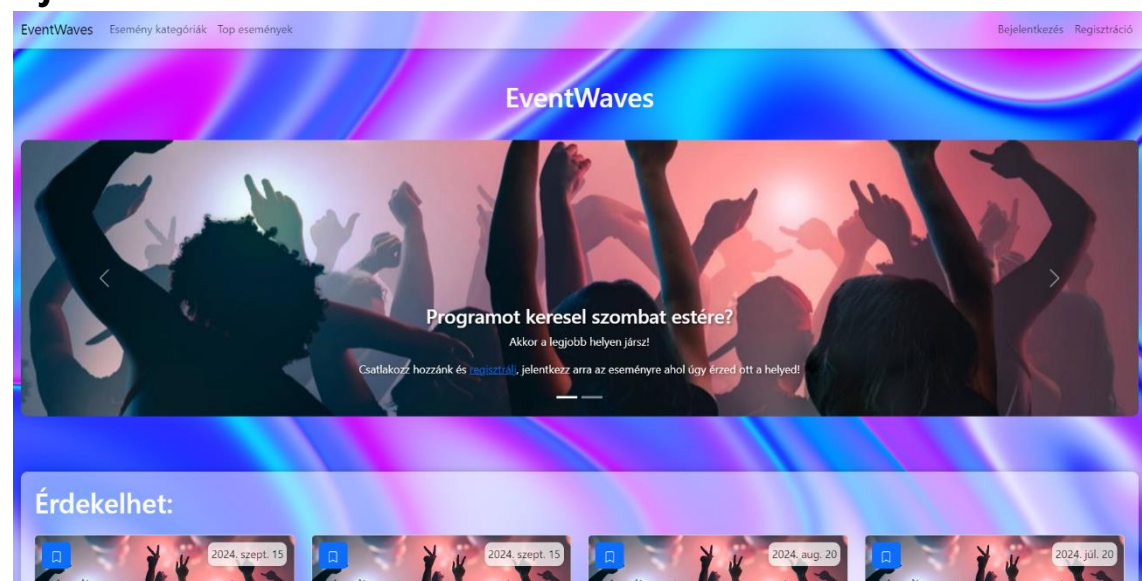 EventWaves Esemény kategóriák Top események Bejelentkezés Regisztráció
EventWaves
Programot keresel szombat estére?
Akkor a legjobb helyen jársz!
Csatlakozz hozzánk és regisztrálj, jelentkezz arra az eseményre ahol úgy érzed ott a helyed!
Érdekelhet:
2024. szept. 15 2024. szept. 15 2024. aug. 20 2024. júl. 20